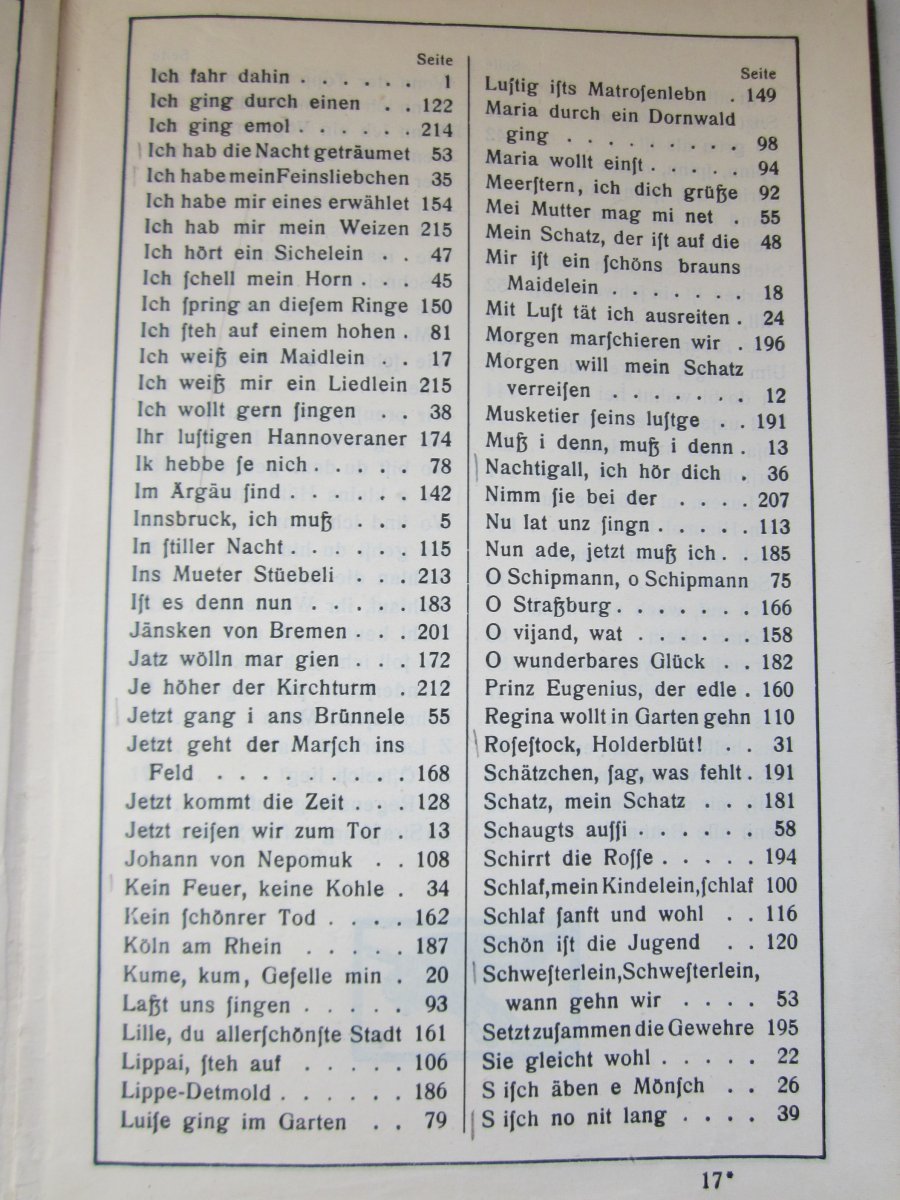 Seite
Ich fahr dahin . . . . . . 1
Ich ging durch einen . . 122
Ich ging emol . . . . . . 214
Ich hab die Nacht geträumet 53
Ich habe mein Feinsliebchen 35
Ich habe mir eines erwählet 154
Ich hab mir mein Weizen 215
Ich hört ein Sichelein . . 47
Ich ſchell mein Horn . . . 45
Ich ſpring an dieſem Ringe 150
Ich ſteh auf einem hohen . 81
Ich weiß ein Maidlein . . 17
Ich weiß mir ein Liedlein 215
Ich wollt gern ſingen . . 38
Ihr luſtigen Hannoveraner 174
Ik hebbe ſe nich . . . . . 78
Im Ärgäu ſind . . . . . . 142
Innsbruck, ich muß . . . 5
In ſtiller Nacht . . . . . 115
Ins Mueter Stüebeli . . . 213
Iſt es denn nun . . . . . 183
Jänsken von Bremen . . . 201
Jatz wölln mar gien . . . 172
Je höher der Kirchturm . 212
Jetzt gang i ans Brünnele 55
Jetzt geht der Marſch ins
Feld . . . . . . . . . 168
Jetzt kommt die Zeit . . . 128
Jetzt reiſen wir zum Tor . 13
Johann von Nepomuk . . 108
Kein Feuer, keine Kohle . 34
Kein ſchönrer Tod . . . . 162
Köln am Rhein . . . . . 187
Kume, kum, Geſelle min . 20
Laßt uns ſingen . . . . . 93
Lille, du allerſchönſte Stadt 161
Lippai, ſteh auf . . . . . 106
Lippe-Detmold . . . . . . 186
Luiſe ging im Garten . . 79
Seite
Luſtig iſts Matroſenlebn . 149
Maria durch ein Dornwald
ging . . . . . . . . . 98
Maria wollt einſt . . . . . 94
Meerſtern, ich dich grüße 92
Mei Mutter mag mi net . 55
Mein Schatz, der iſt auf die 48
Mir iſt ein ſchöns brauns
Maidelein . . . . . . . 18
Mit Luſt tät ich ausreiten . 24
Morgen marſchieren wir . 196
Morgen will mein Schatz
verreiſen . . . . . . . 12
Musketier ſeins luſtge . . 191
Muß i denn, muß i denn . 13
Nachtigall, ich hör dich . 36
Nimm ſie bei der . . . . 207
Nu lat unz ſingn . . . . . 113
Nun ade, jetzt muß ich . . 185
O Schipmann, o Schipmann 75
O Straßburg . . . . . . . 166
O vijand, wat . . . . . . 158
O wunderbares Glück . . 182
Prinz Eugenius, der edle . 160
Regina wollt in Garten gehn 110
Roſeſtock, Holderblüt! . . 31
Schätzchen, ſag, was fehlt . 191
Schatz, mein Schatz . . . 181
Schaugts auſſi . . . . . . 58
Schirrt die Roſſe . . . . . 194
Schlaf, mein Kindelein, ſchlaf 100
Schlaf ſanft und wohl . . 116
Schön iſt die Jugend . . 120
Schweſterlein, Schweſterlein,
wann gehn wir . . . . 53
Setzt zuſammen die Gewehre 195
Sie gleicht wohl . . . . . 22
S iſch äben e Mönſch . . 26
S iſch no nit lang . . . . 39
17*